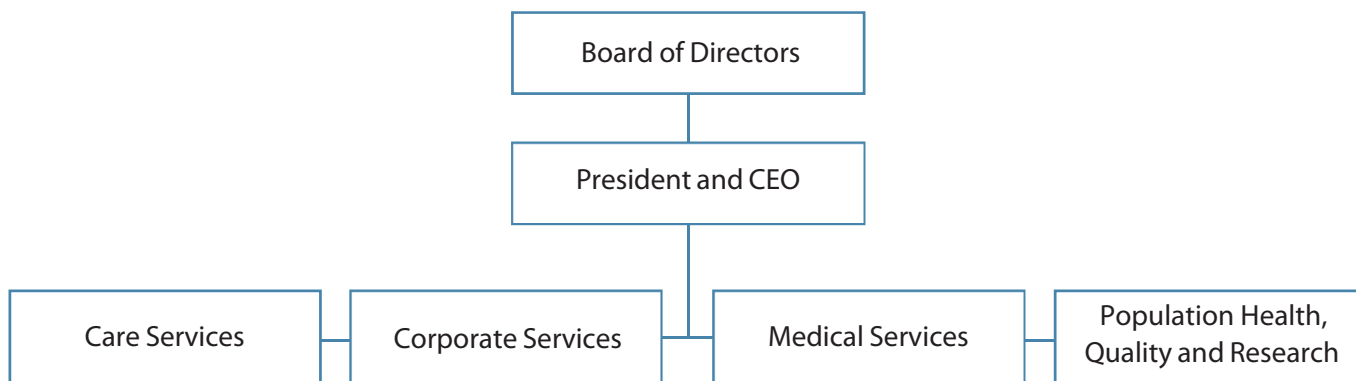 Board of Directors
President and CEO
Care Services
Corporate Services
Medical Services
Population Health,
Quality and Research